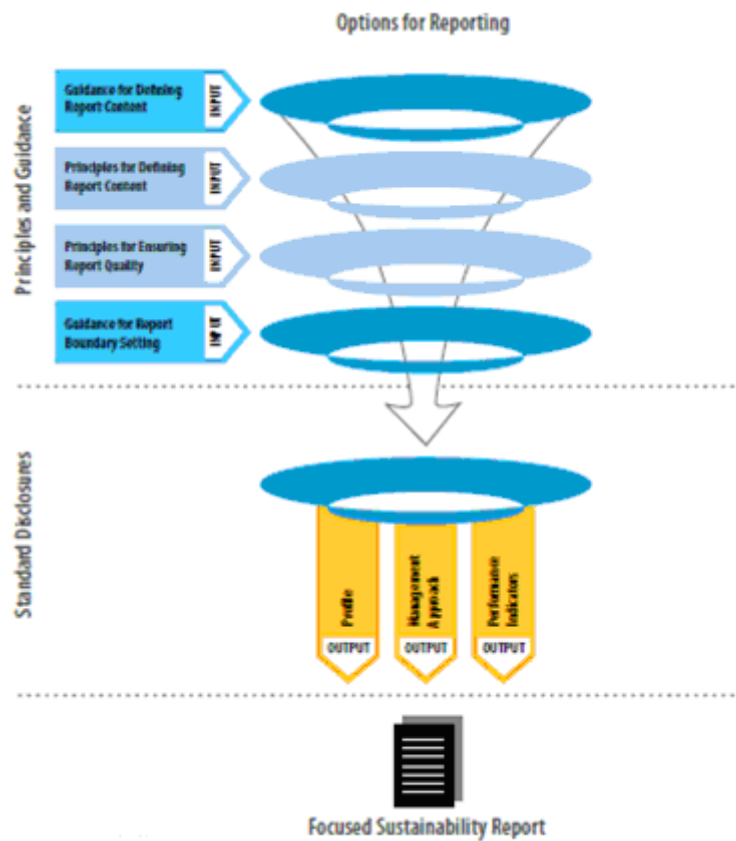 Options for Reporting
Principles and Guidance
Guidance for Defining
Report Content
INPUT
Principles for Defining
Report Content
INPUT
Principles for Ensuring
Report Quality
INPUT
Guidance for Report
Boundary Setting
INPUT
Standard Disclosures
Profile
OUTPUT
Management
Approach
OUTPUT
Performance
Indicators
OUTPUT
Focused Sustainability Report